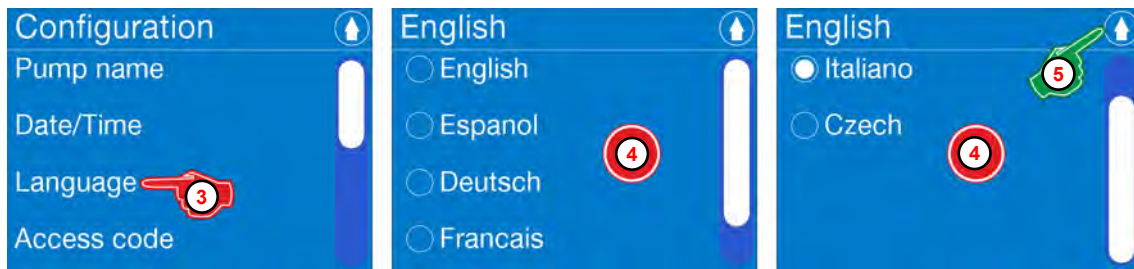 Configuration
Pump name
Date/Time
Language
3
Access code
English
English
Espanol
4
Deutsch
Francais
English
Italiano
5
Czech
4